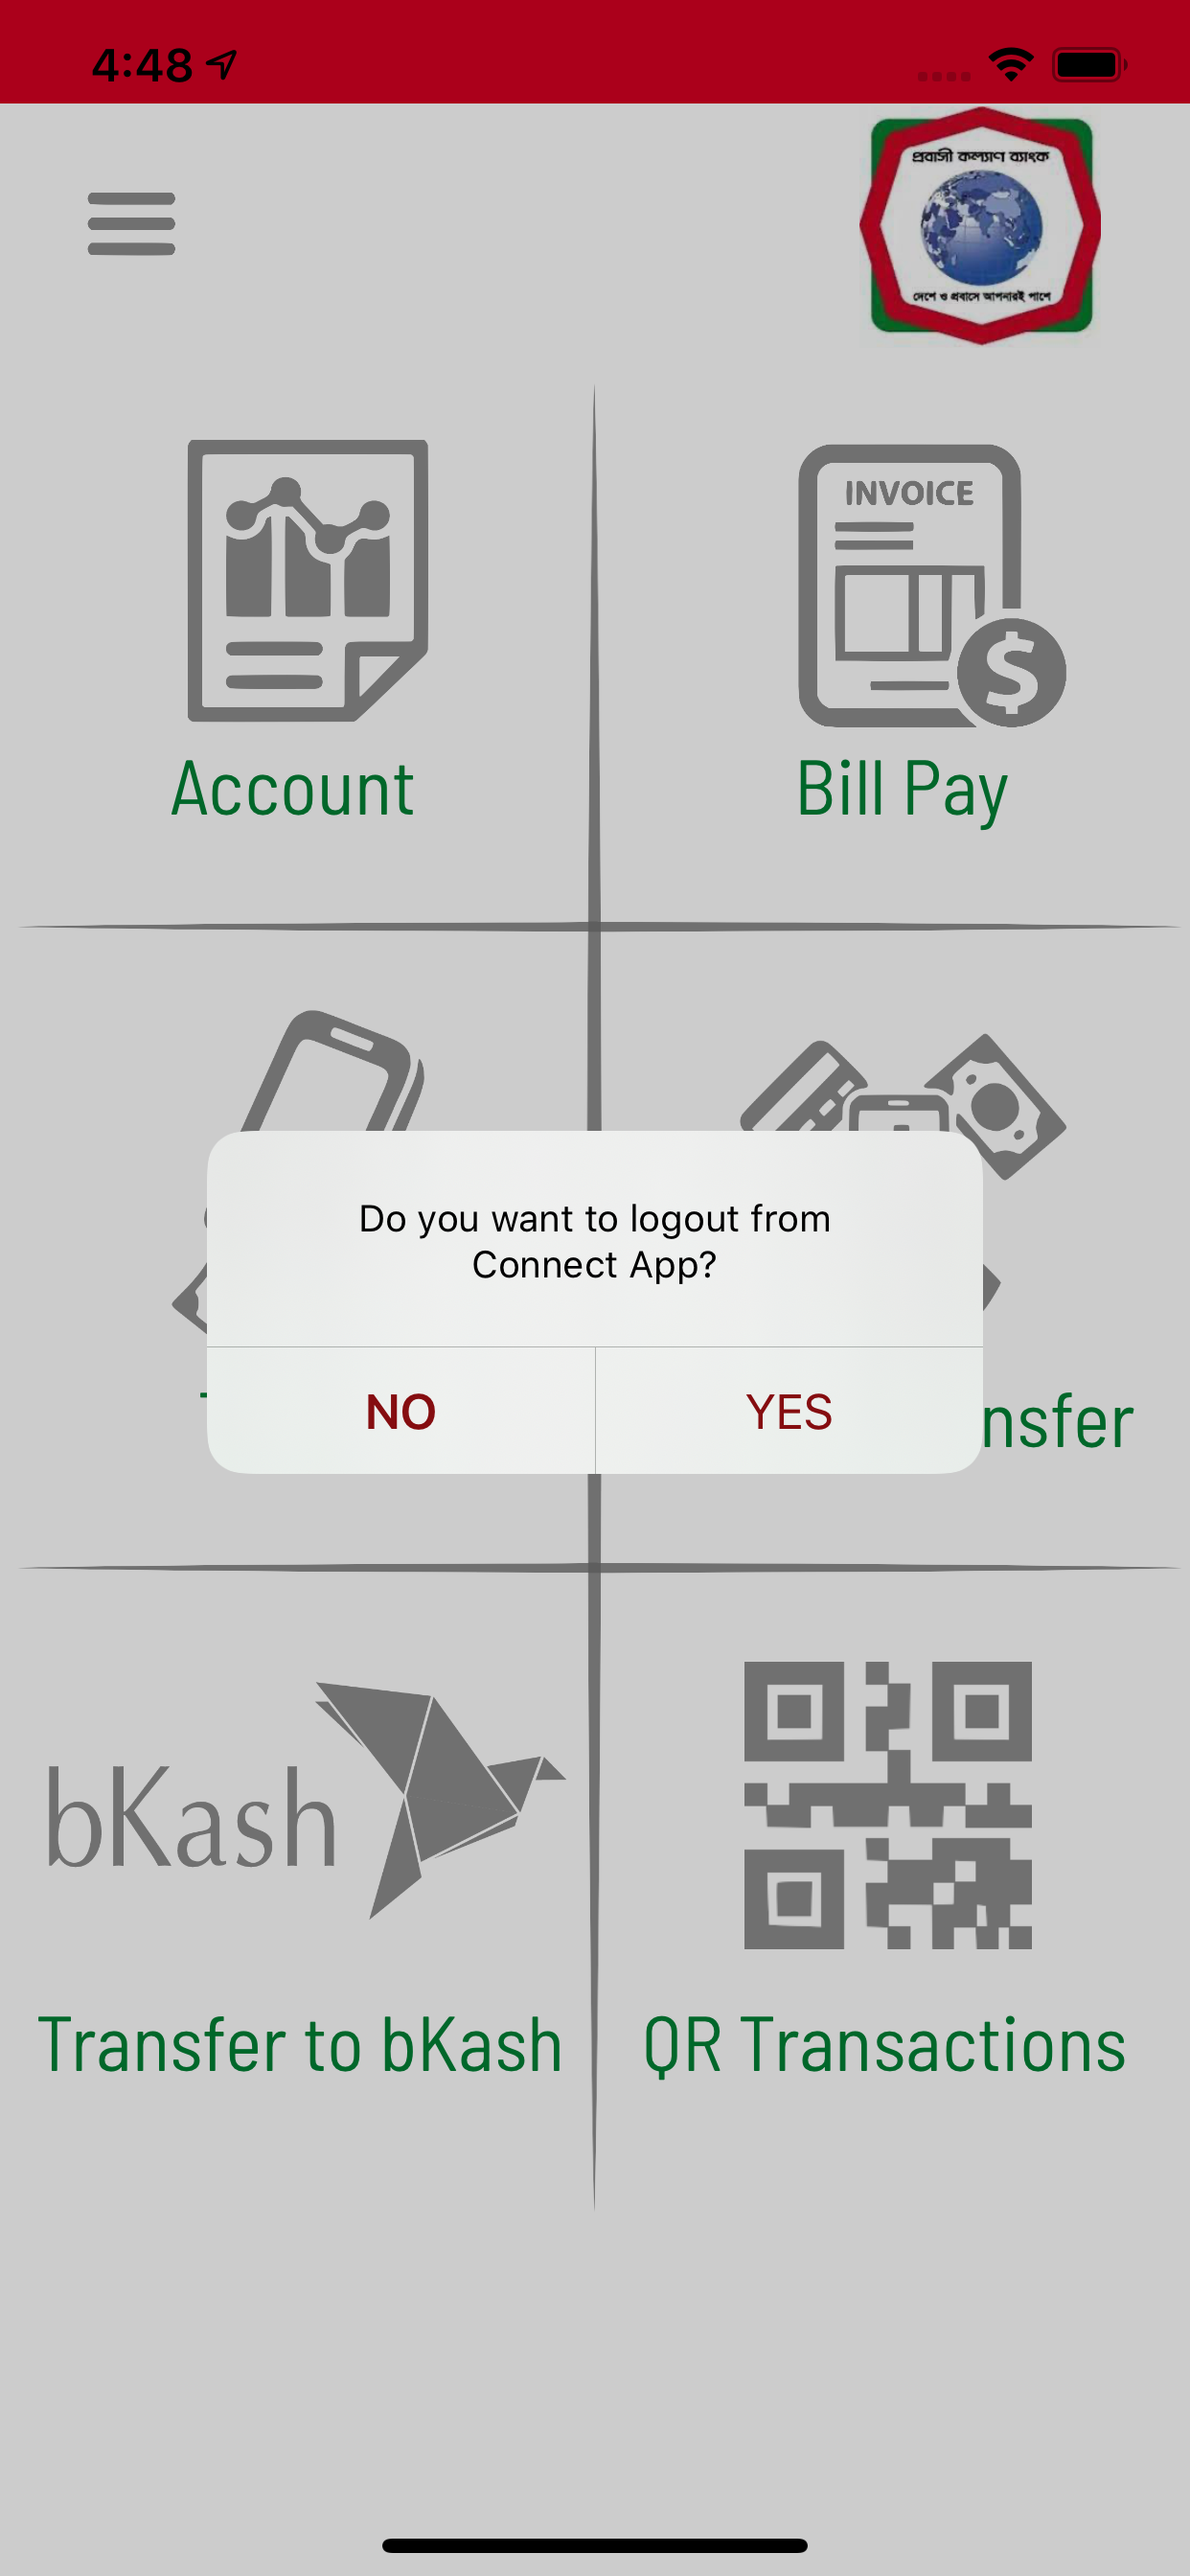 4:48
প্রবাসী কল্যাণ ব্যাংক
দেশে ও প্রবাসে আপনারই পাশে
INVOICE
$
Account
Bill Pay
Do you want to logout from
Connect App?
NO
YES
nsfer
bKash
Transfer to bKash
QR Transactions